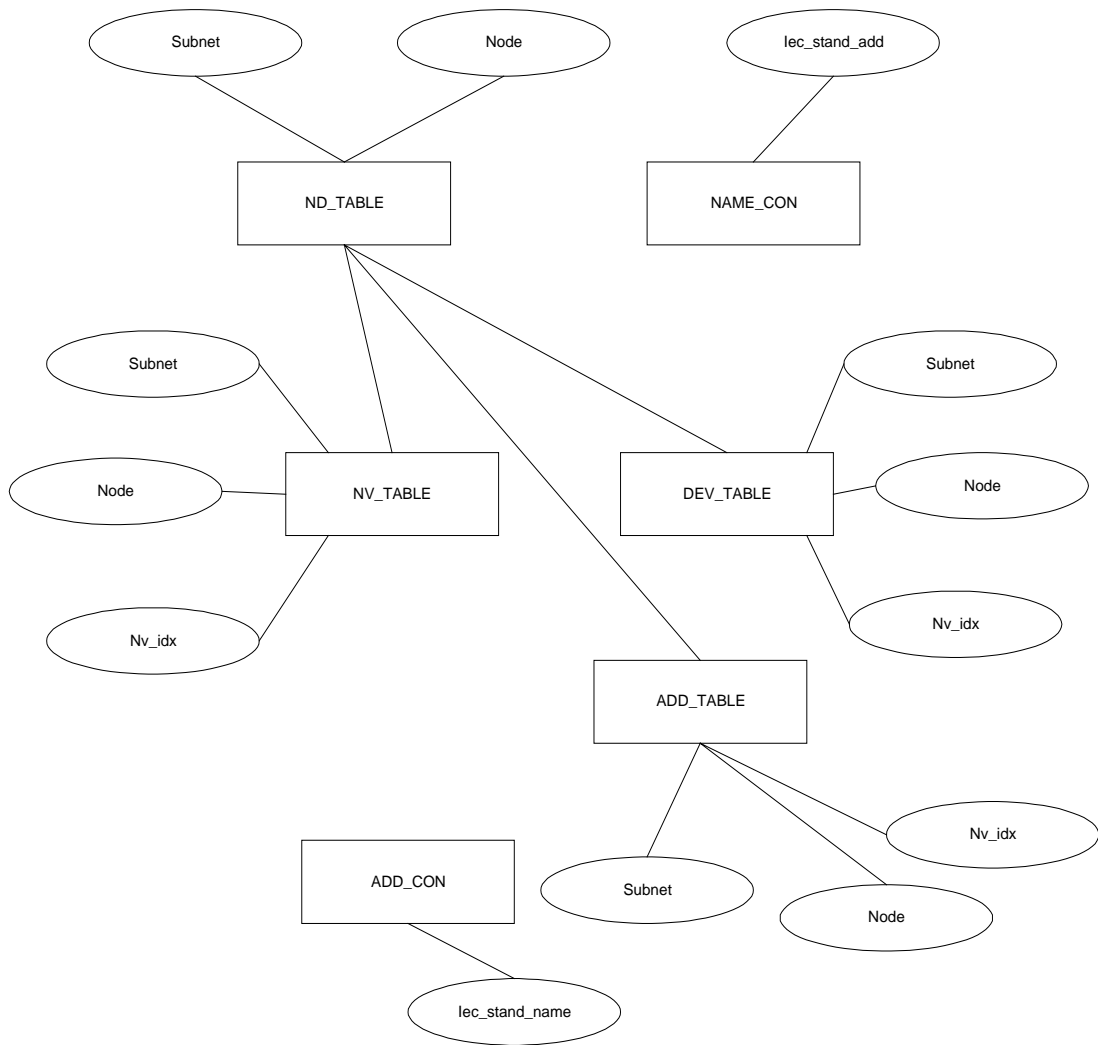 Subnet
Node
Iec_stand_add
ND_TABLE
NAME_CON
Subnet
Subnet
Node
NV_TABLE
DEV_TABLE
Node
Nv_idx
Nv_idx
ADD_TABLE
Nv_idx
ADD_CON
Subnet
Node
Iec_stand_name